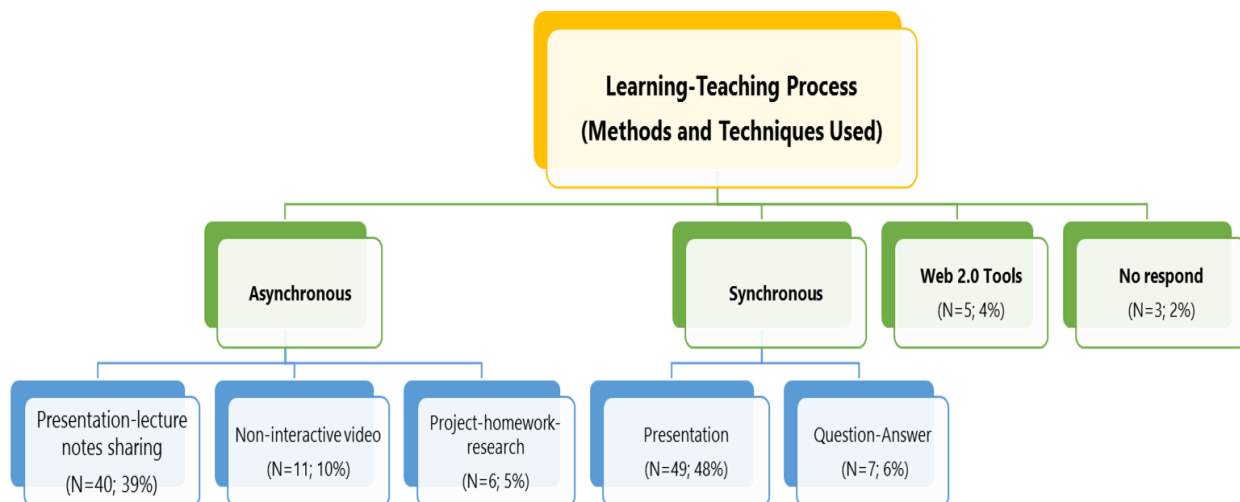 Learning-Teaching Process
(Methods and Techniques Used)
Asynchronous
Synchronous
Web 2.0 Tools
(N=5; 4%)
No respond
(N=3; 2%)
Presentation-lecture
notes sharing
(N=40; 39%)
Non-interactive video
(N=11; 10%)
Project-homework-
research
(N=6; 5%)
Presentation
(N=49; 48%)
Question-Answer
(N=7; 6%)